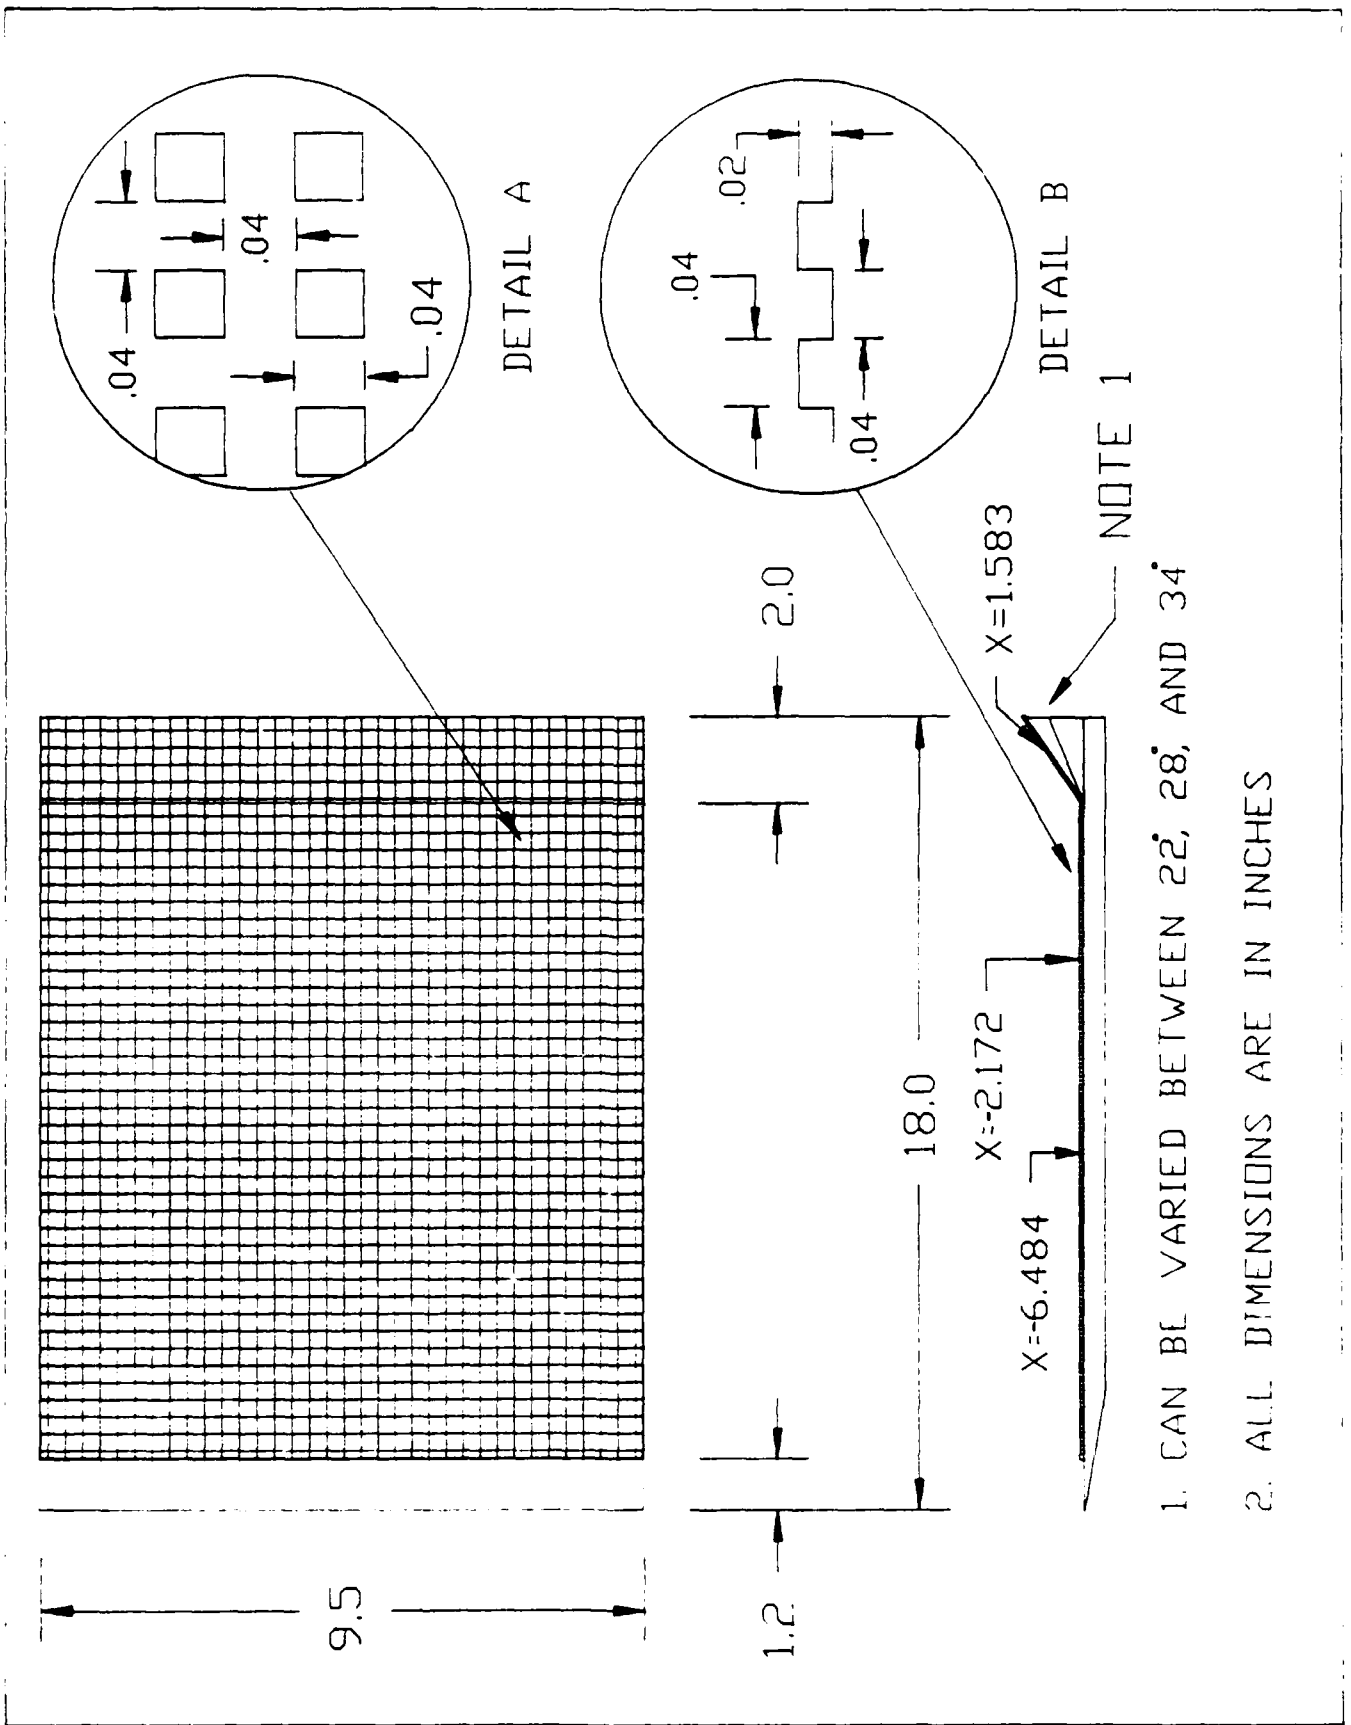 9.5
.04
.04
.04
DETAIL A
1.2
2.0
.04
.02
.04
DETAIL B
18.0
X=-6.484
X=-2.172
X=1.583
NOTE 1
1. CAN BE VARIED BETWEEN 22°, 28°, AND 34°
2. ALL DIMENSIONS ARE IN INCHES